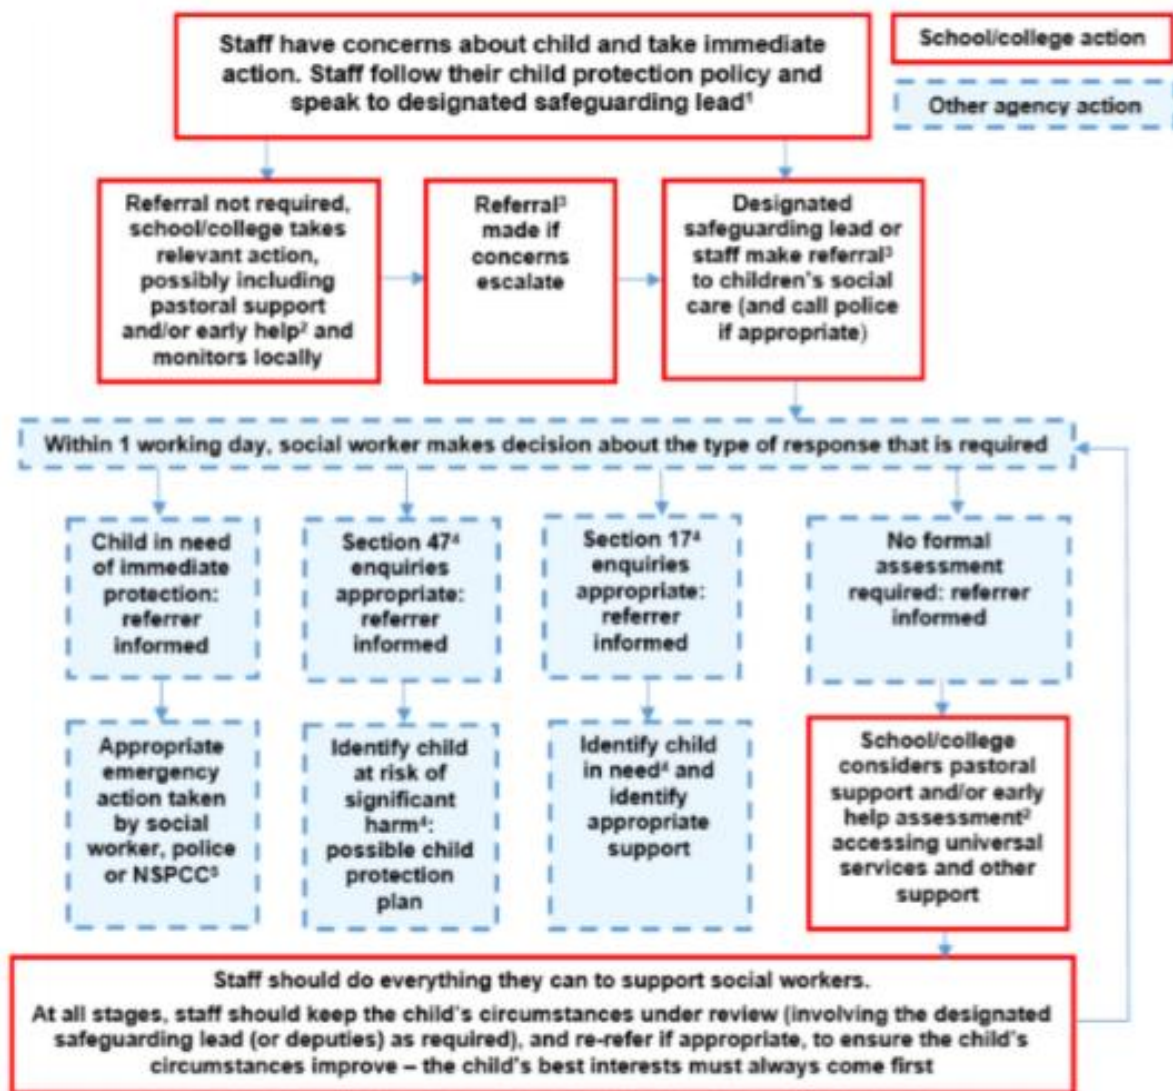 Staff have concerns about child and take immediate
action. Staff follow their child protection policy and
speak to designated safeguarding lead¹
School/college action
Other agency action
Referral not required,
school/college takes
relevant action,
possibly including
pastoral support
and/or early help² and
monitors locally
Referral³
made if
concerns
escalate
Designated
safeguarding lead or
staff make referral³
to children's social
care (and call police
if appropriate)
Within 1 working day, social worker makes decision about the type of response that is required
Child in need
of immediate
protection:
referrer
informed
Section 47⁴
enquiries
appropriate:
referrer
informed
Section 17⁴
enquiries
appropriate:
referrer
informed
No formal
assessment
required: referrer
informed
Appropriate
emergency
action taken
by social
worker, police
or NSPCC⁵
Identify child
at risk of
significant
harm⁴:
possible child
protection
plan
Identify child
in need⁴ and
identify
appropriate
support
School/college
considers pastoral
support and/or early
help assessment²
accessing universal
services and other
support
Staff should do everything they can to support social workers.
At all stages, staff should keep the child's circumstances under review (involving the designated
safeguarding lead (or deputies) as required), and re-refer if appropriate, to ensure the child's
circumstances improve – the child's best interests must always come first